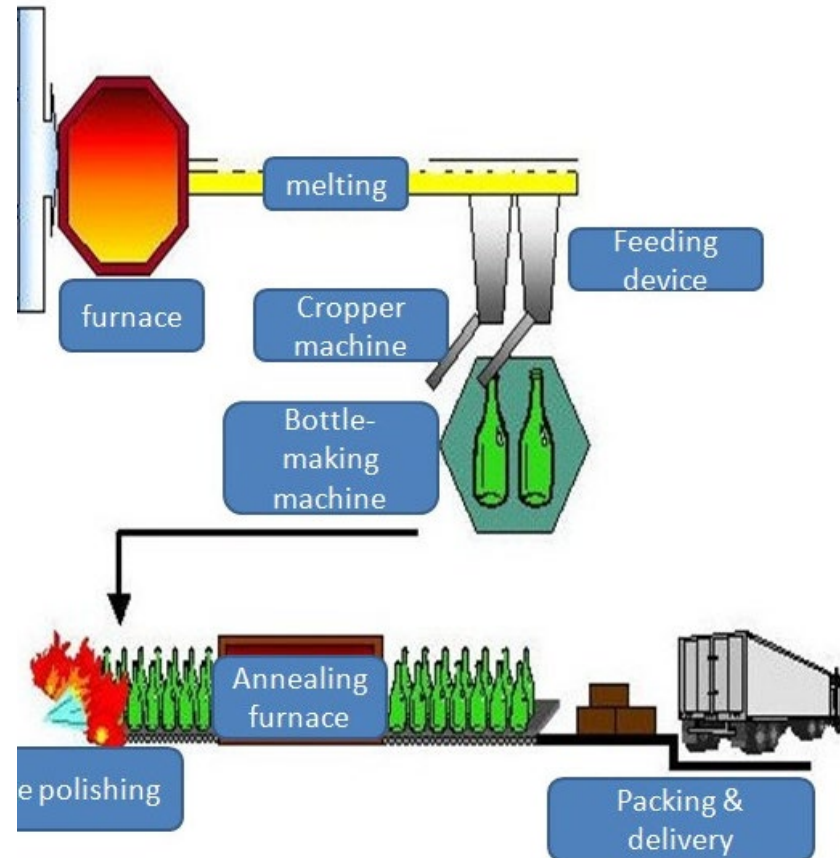 melting
Feeding
device
furnace
Cropper
machine
Bottle-
making
machine
Annealing
furnace
e polishing
Packing &
delivery